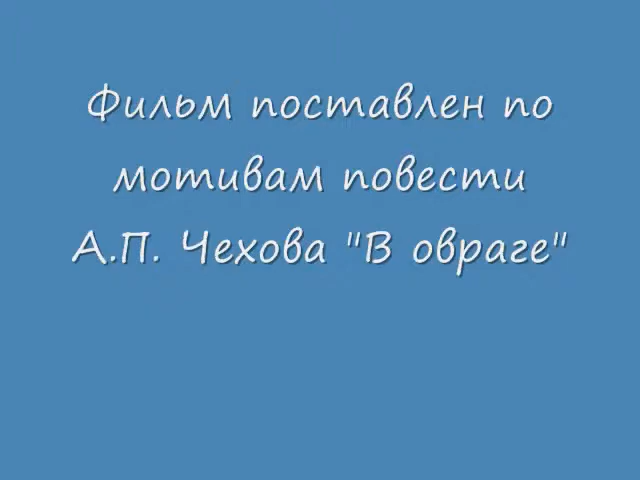 Фильм поставлен по
мотивам повести
А.П. Чехова "В овраге"